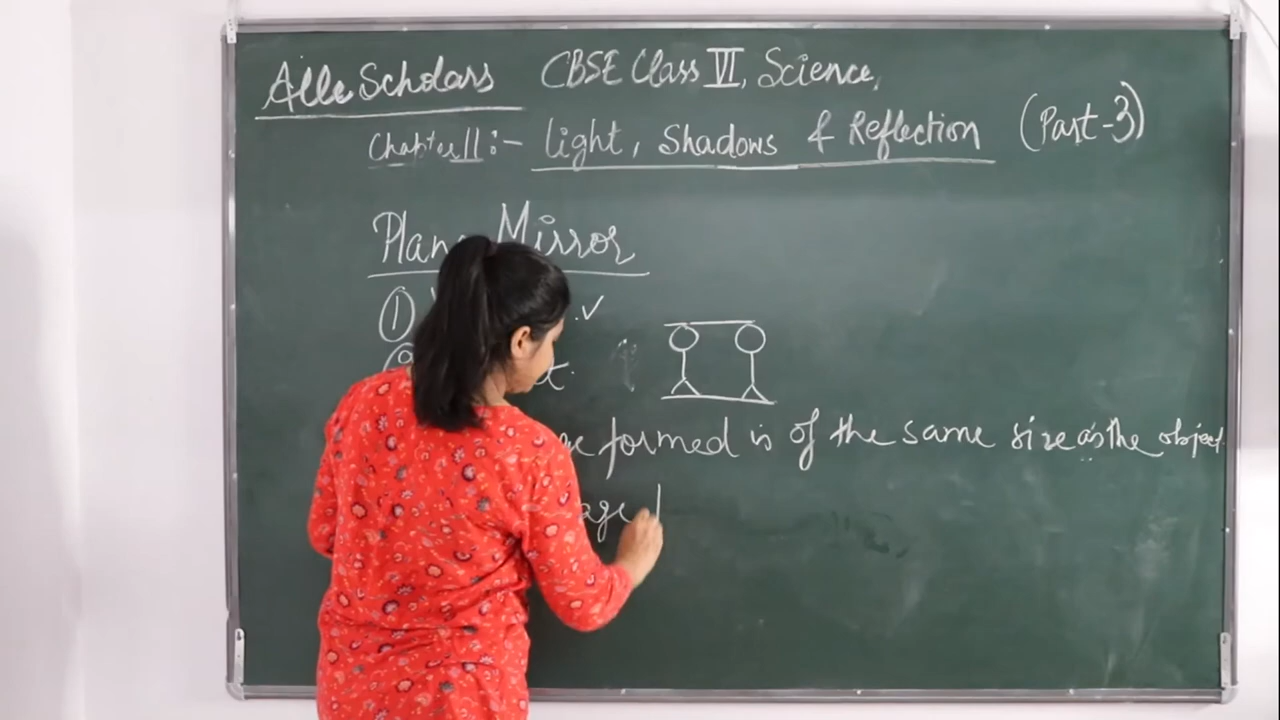 Alle Scholars CBSE Class VI, Science,
Chapter 11 :- Light, Shadows & Reflection (Part-3)
Mirror
①
formed is of the same size as the object.